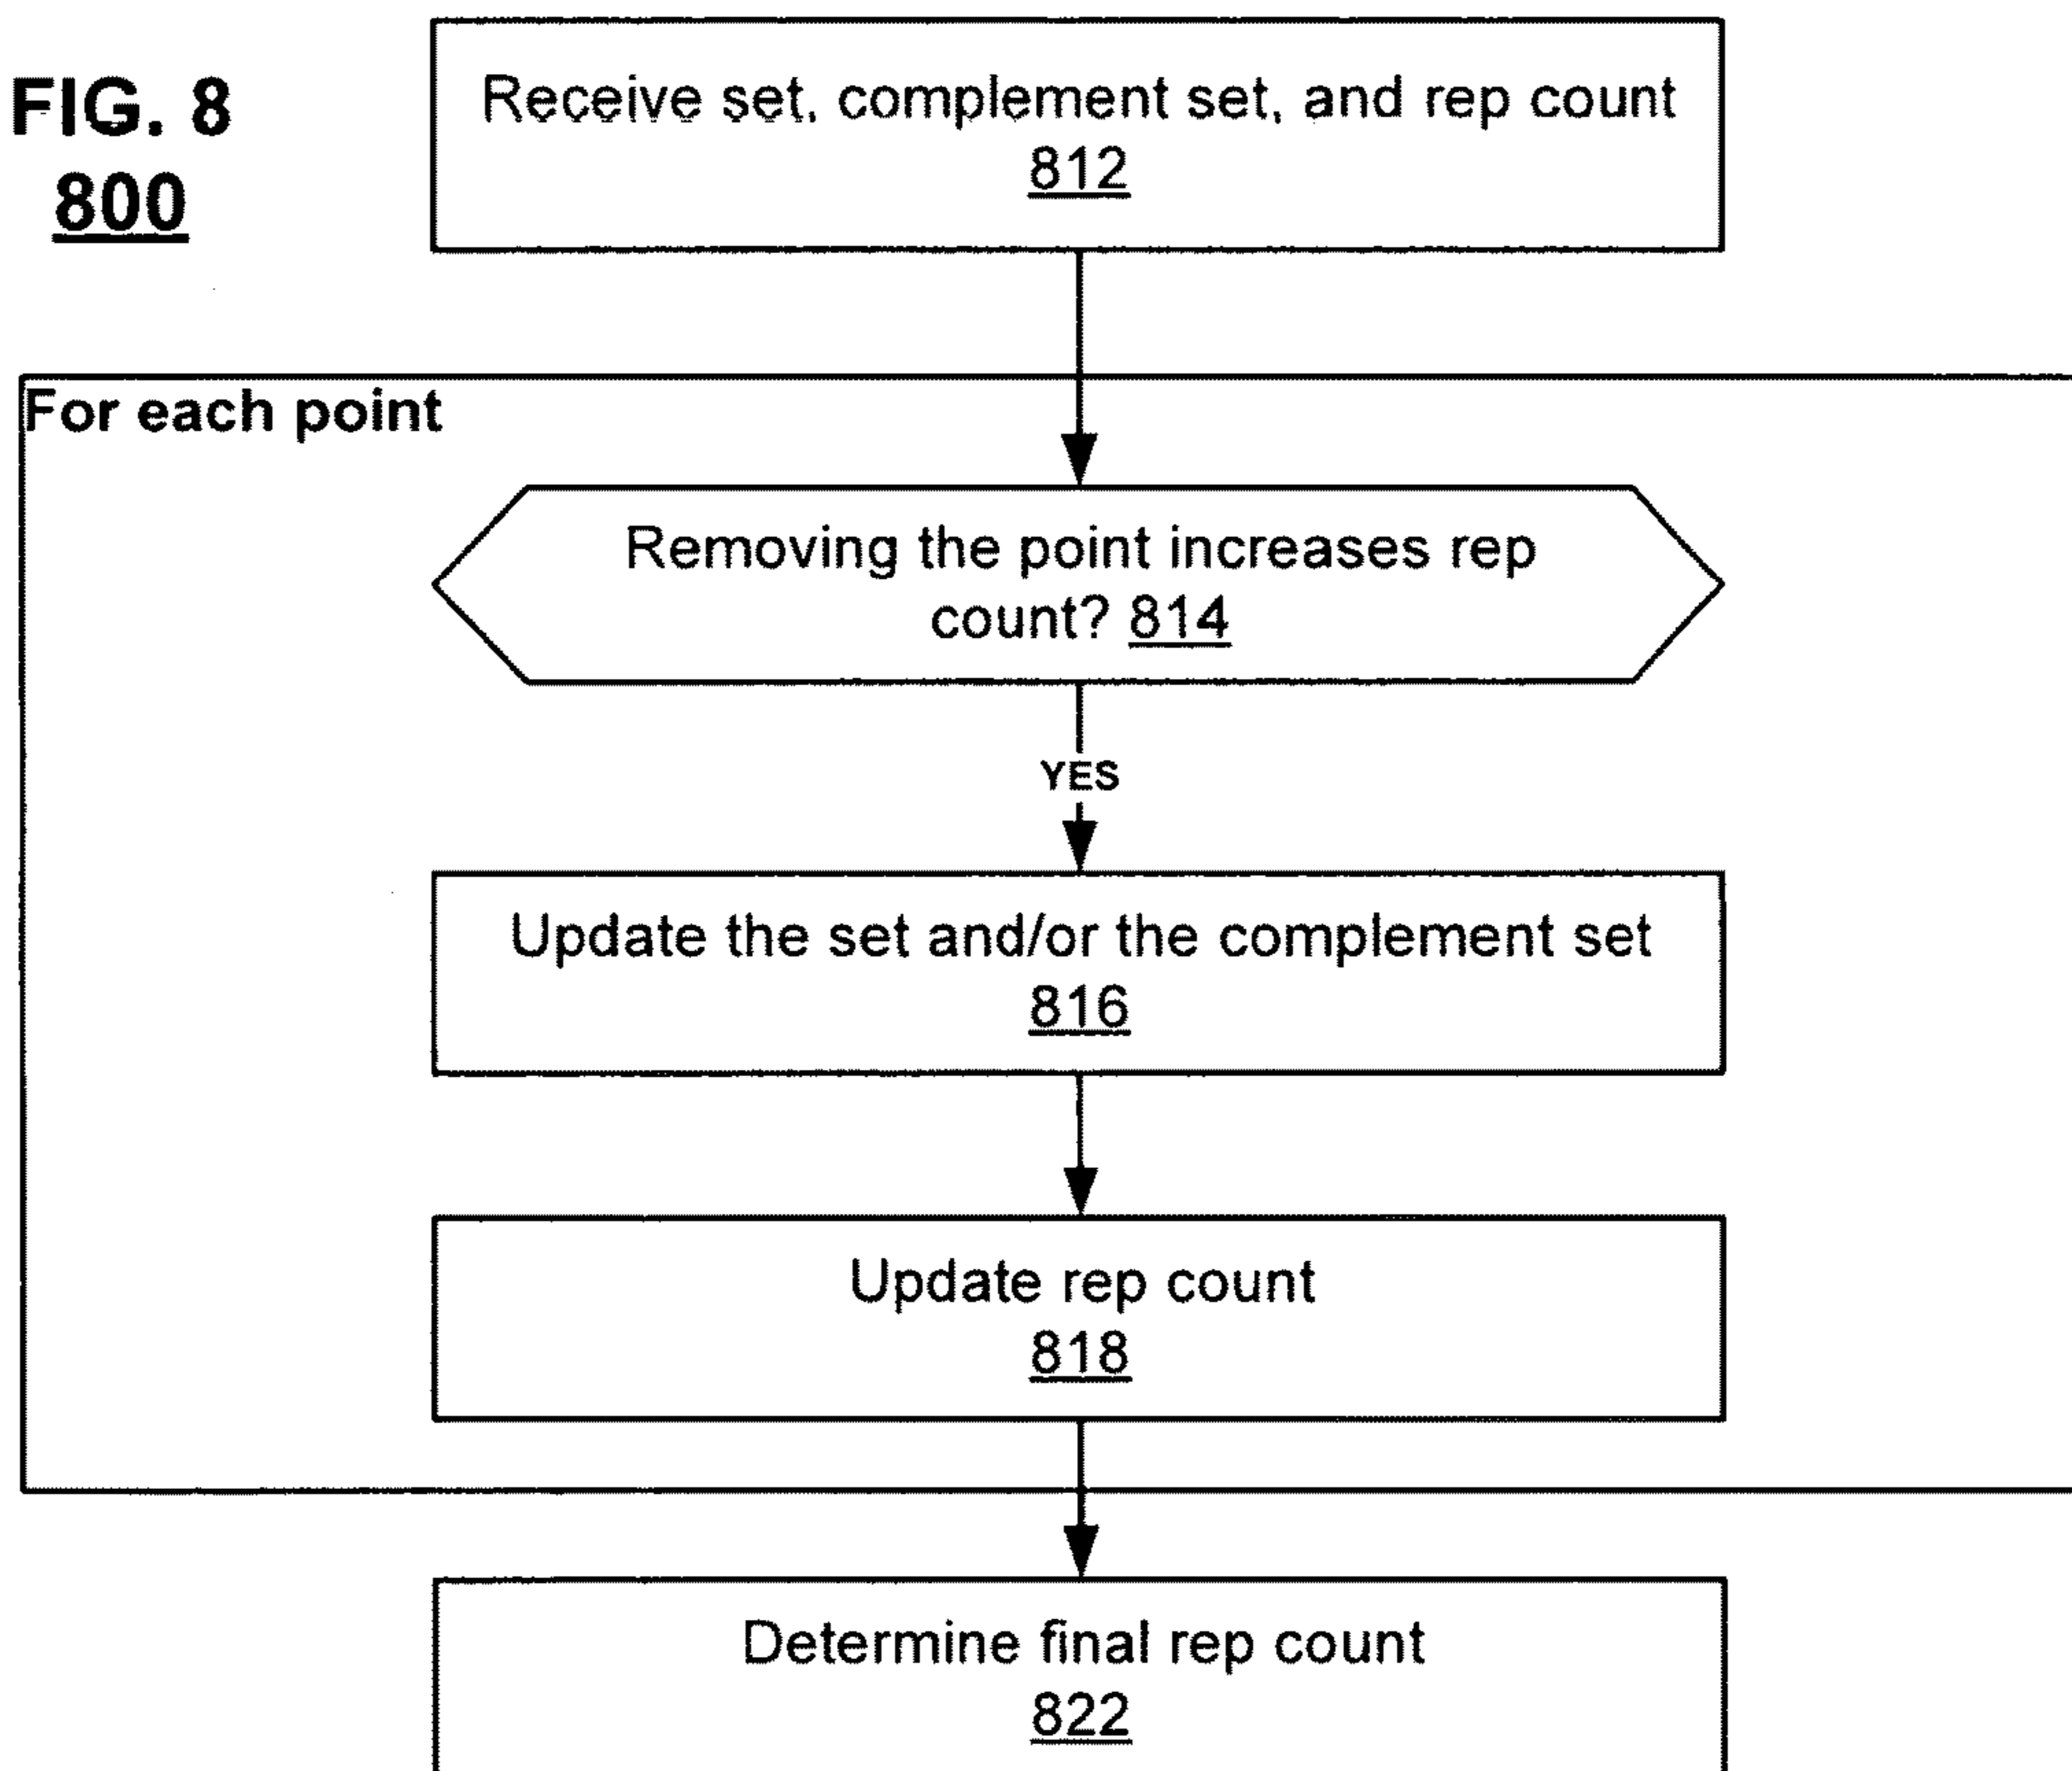 FIG. 8
800
Receive set, complement set, and rep count
812
For each point
Removing the point increases rep
count? 814
YES
Update the set and/or the complement set
816
Update rep count
818
Determine final rep count
822